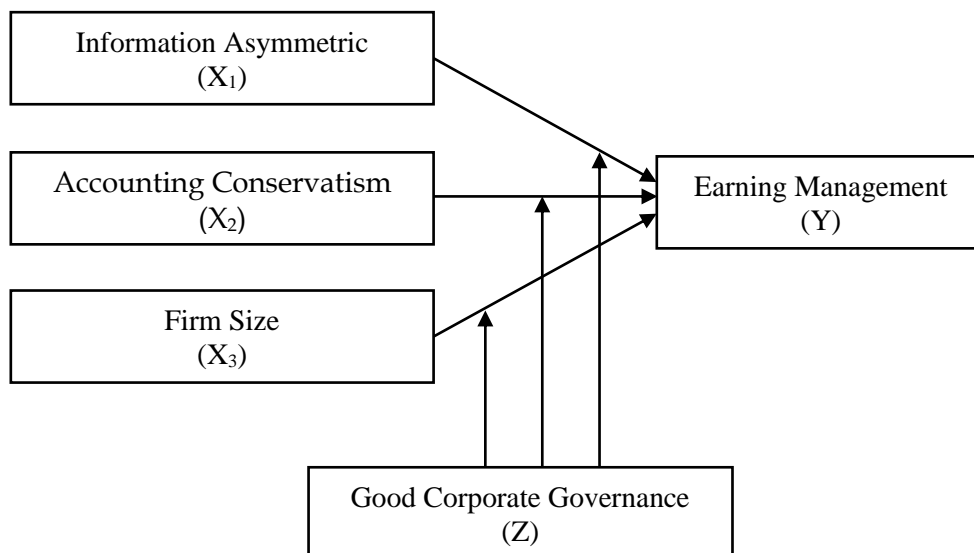 Information Asymmetric
(X₁)
Accounting Conservatism
(X₂)
Earning Management
(Y)
Firm Size
(X₃)
Good Corporate Governance
(Z)